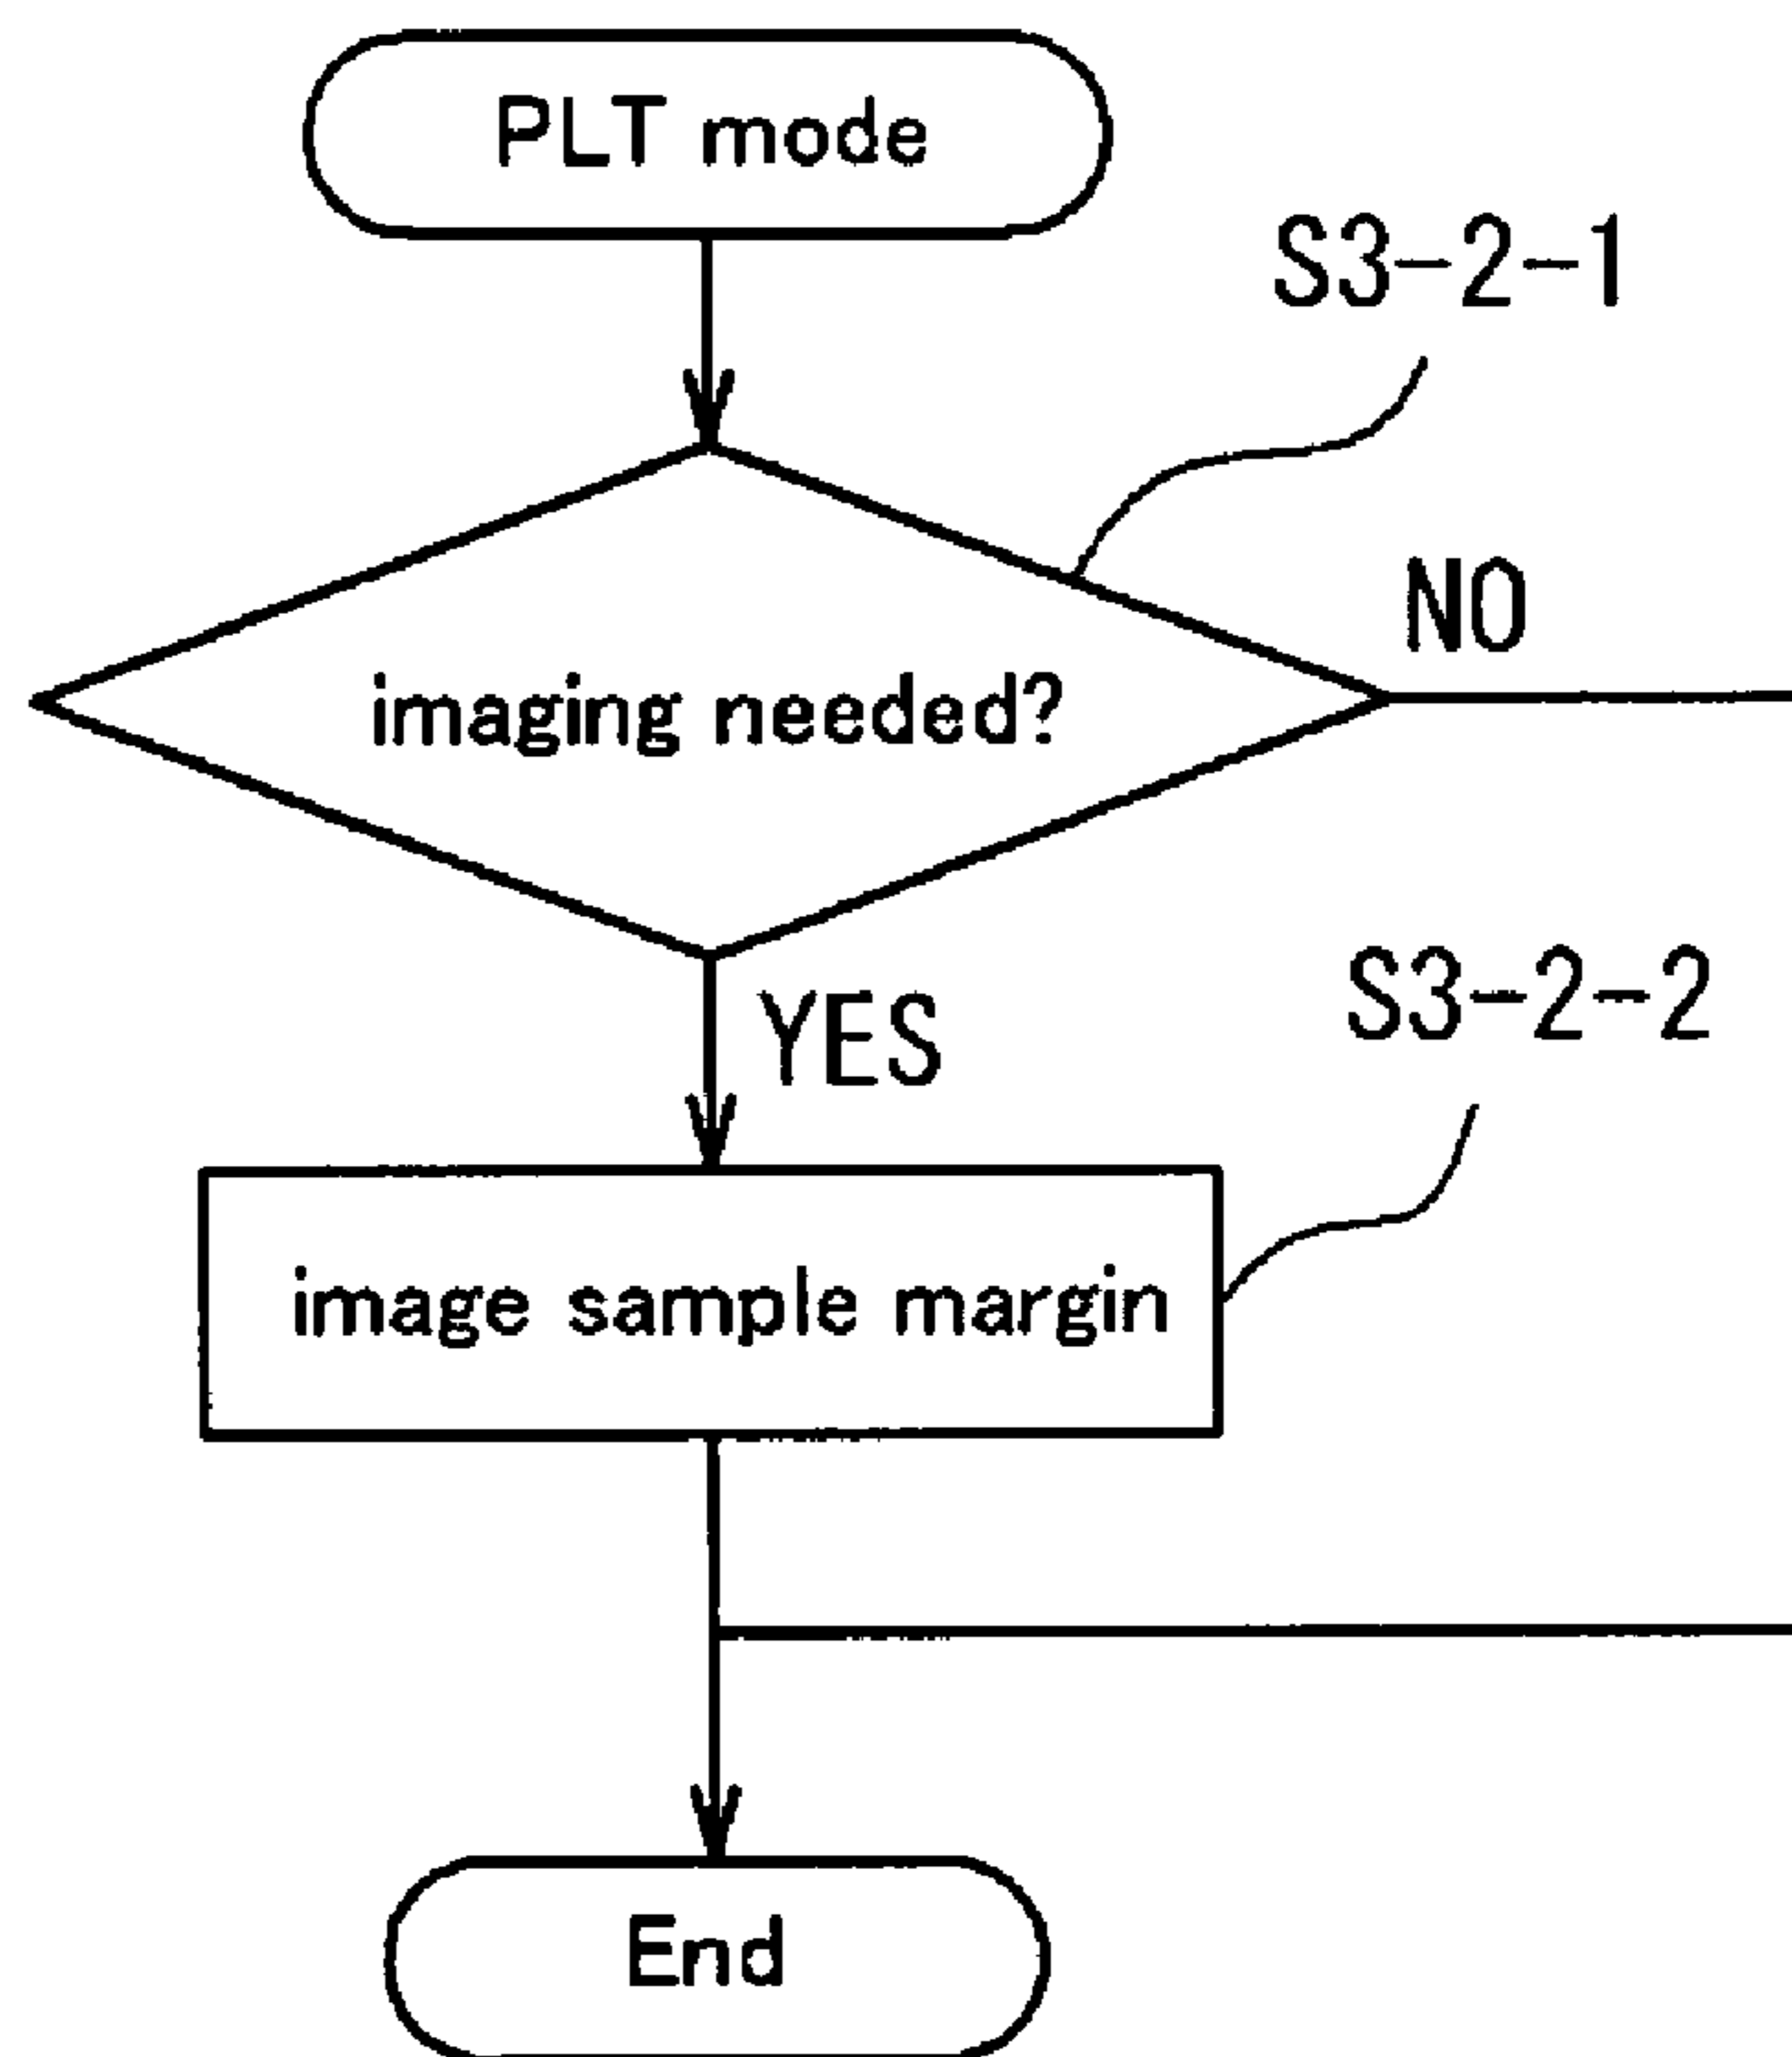 PLT mode
S3-2-1
NO
imaging needed?
YES
S3-2-2
image sample margin
End